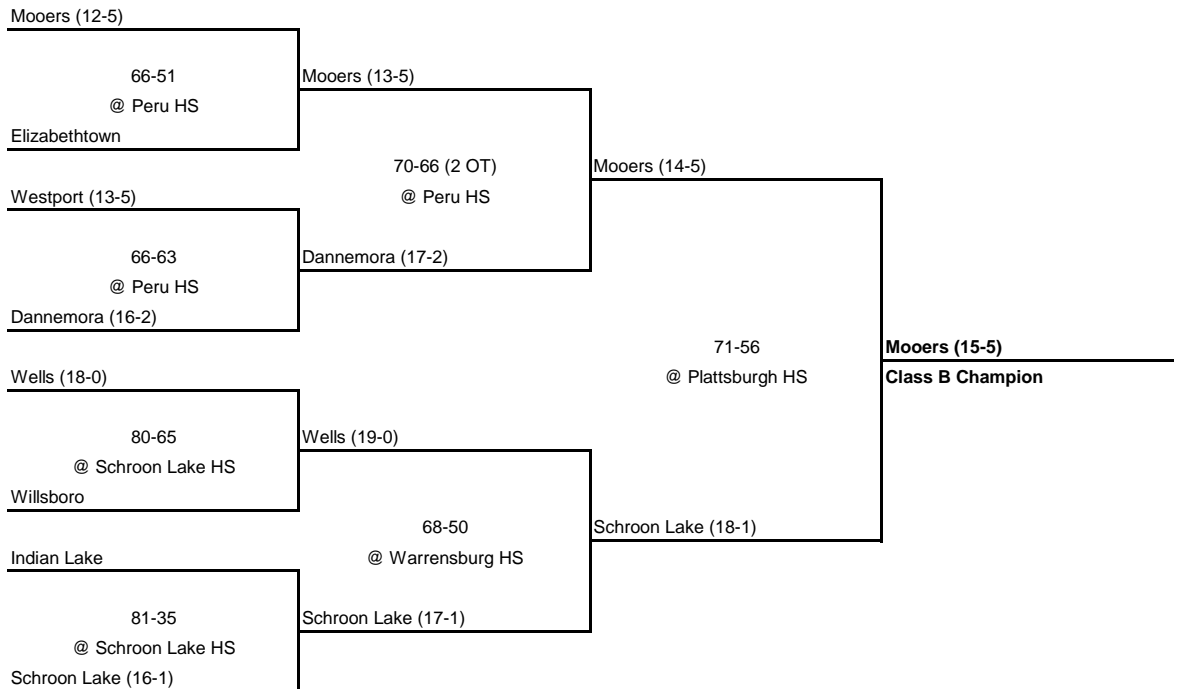 Mooers (12-5)
66-51
Mooers (13-5)
@ Peru HS
Elizabethtown
70-66 (2 OT)
Mooers (14-5)
Westport (13-5)
@ Peru HS
66-63
Dannemora (17-2)
@ Peru HS
Dannemora (16-2)
71-56
Mooers (15-5)
Wells (18-0)
@ Plattsburgh HS
Class B Champion
80-65
Wells (19-0)
@ Schroon Lake HS
Willsboro
68-50
Schroon Lake (18-1)
Indian Lake
@ Warrensburg HS
81-35
Schroon Lake (17-1)
@ Schroon Lake HS
Schroon Lake (16-1)